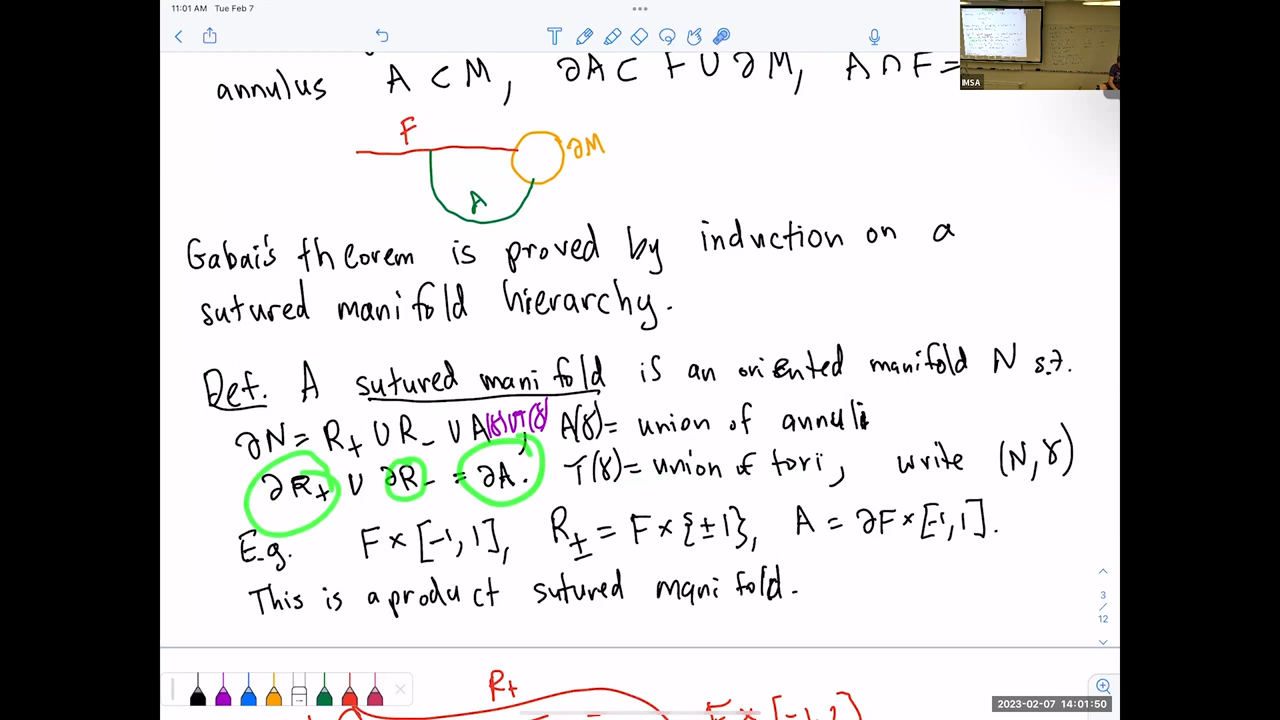 11:01 AM Tue Feb 7
annulus A ⊂ M, ∂A ⊂ F ∪ ∂M, A ∩ F =
IMSA
F
∂M
A
Gabai's theorem is proved by induction on a
sutured manifold hierarchy.
Def. A sutured manifold is an oriented manifold N s.t.
∂N = R₊ ∪ R₋ ∪ A(γ) ∪ T(γ), A(γ) = union of annuli
∂R₊ ∪ ∂R₋ = ∂A. T(γ) = union of tori, write (N, γ)
E.g. F × [-1, 1], R± = F × {±1}, A = ∂F × [-1, 1].
This is a product sutured manifold.
3
/
12
R₊
2023-02-07 14:01:50